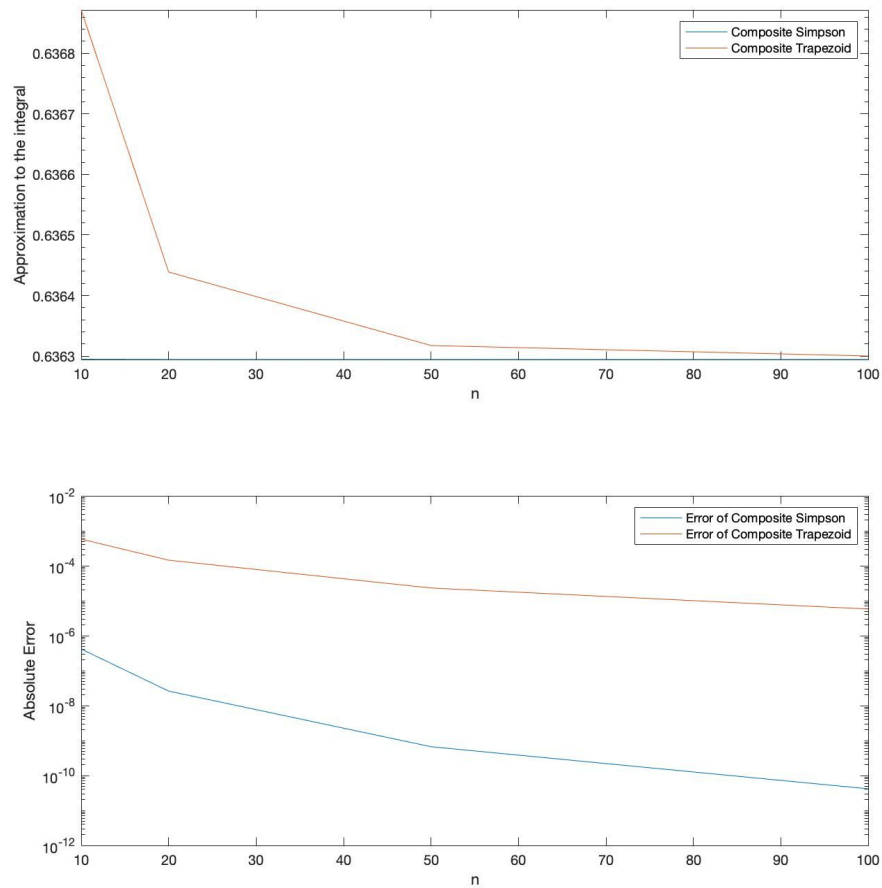 0.6368
0.6367
0.6366
0.6365
0.6364
0.6363
Approximation to the integral
Composite Simpson
Composite Trapezoid
10 20 30 40 50 60 70 80 90 100
n
10-2
10-4
10-6
10-8
10-10
10-12
Absolute Error
Error of Composite Simpson
Error of Composite Trapezoid
10 20 30 40 50 60 70 80 90 100
n